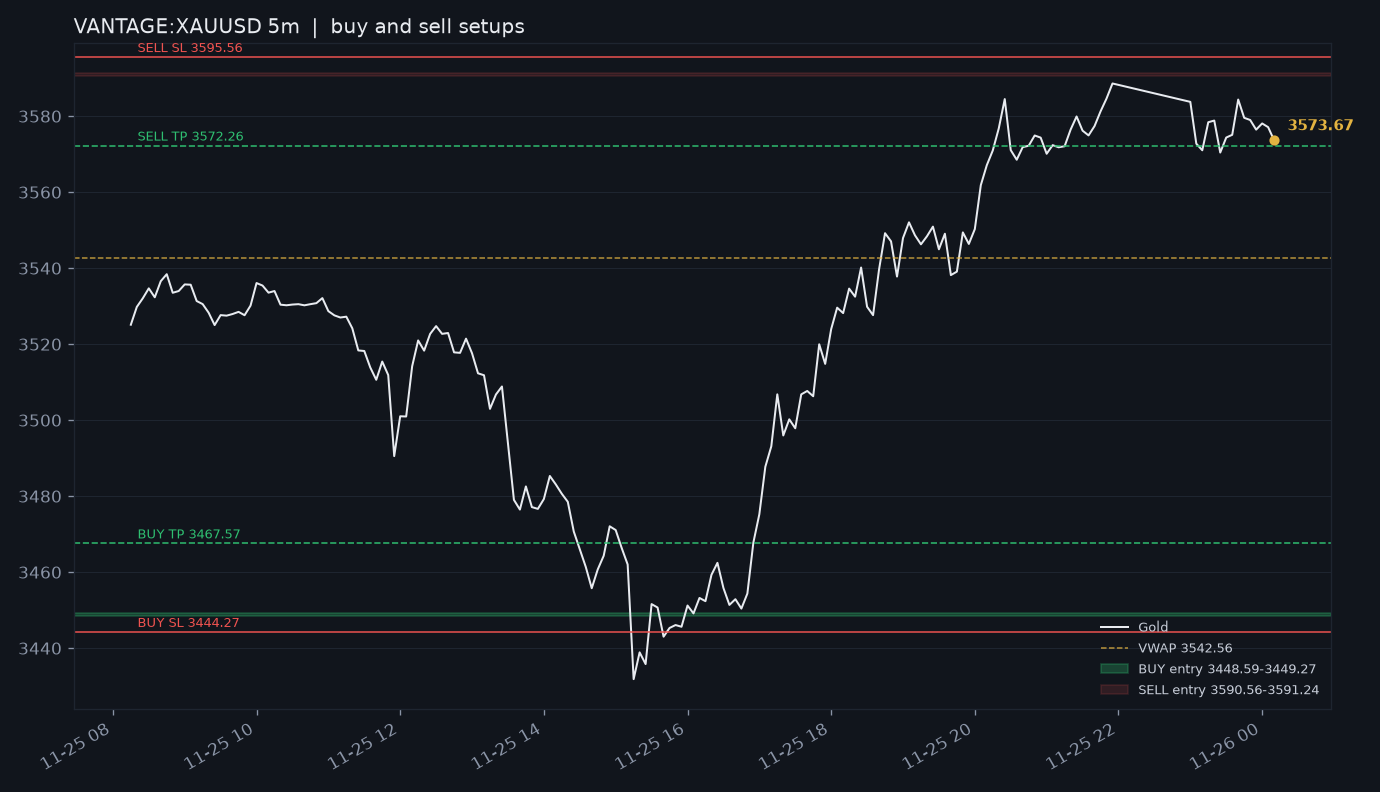 VANTAGE:XAUUSD 5m | buy and sell setups
SELL SL 3595.56
3580
3573.67
SELL TP 3572.26
3560
3540
3520
3500
3480
BUY TP 3467.57
3460
BUY SL 3444.27
3440
Gold
VWAP 3542.56
BUY entry 3448.59-3449.27
SELL entry 3590.56-3591.24
11-25 08
11-25 10
11-25 12
11-25 14
11-25 16
11-25 18
11-25 20
11-25 22
11-26 00